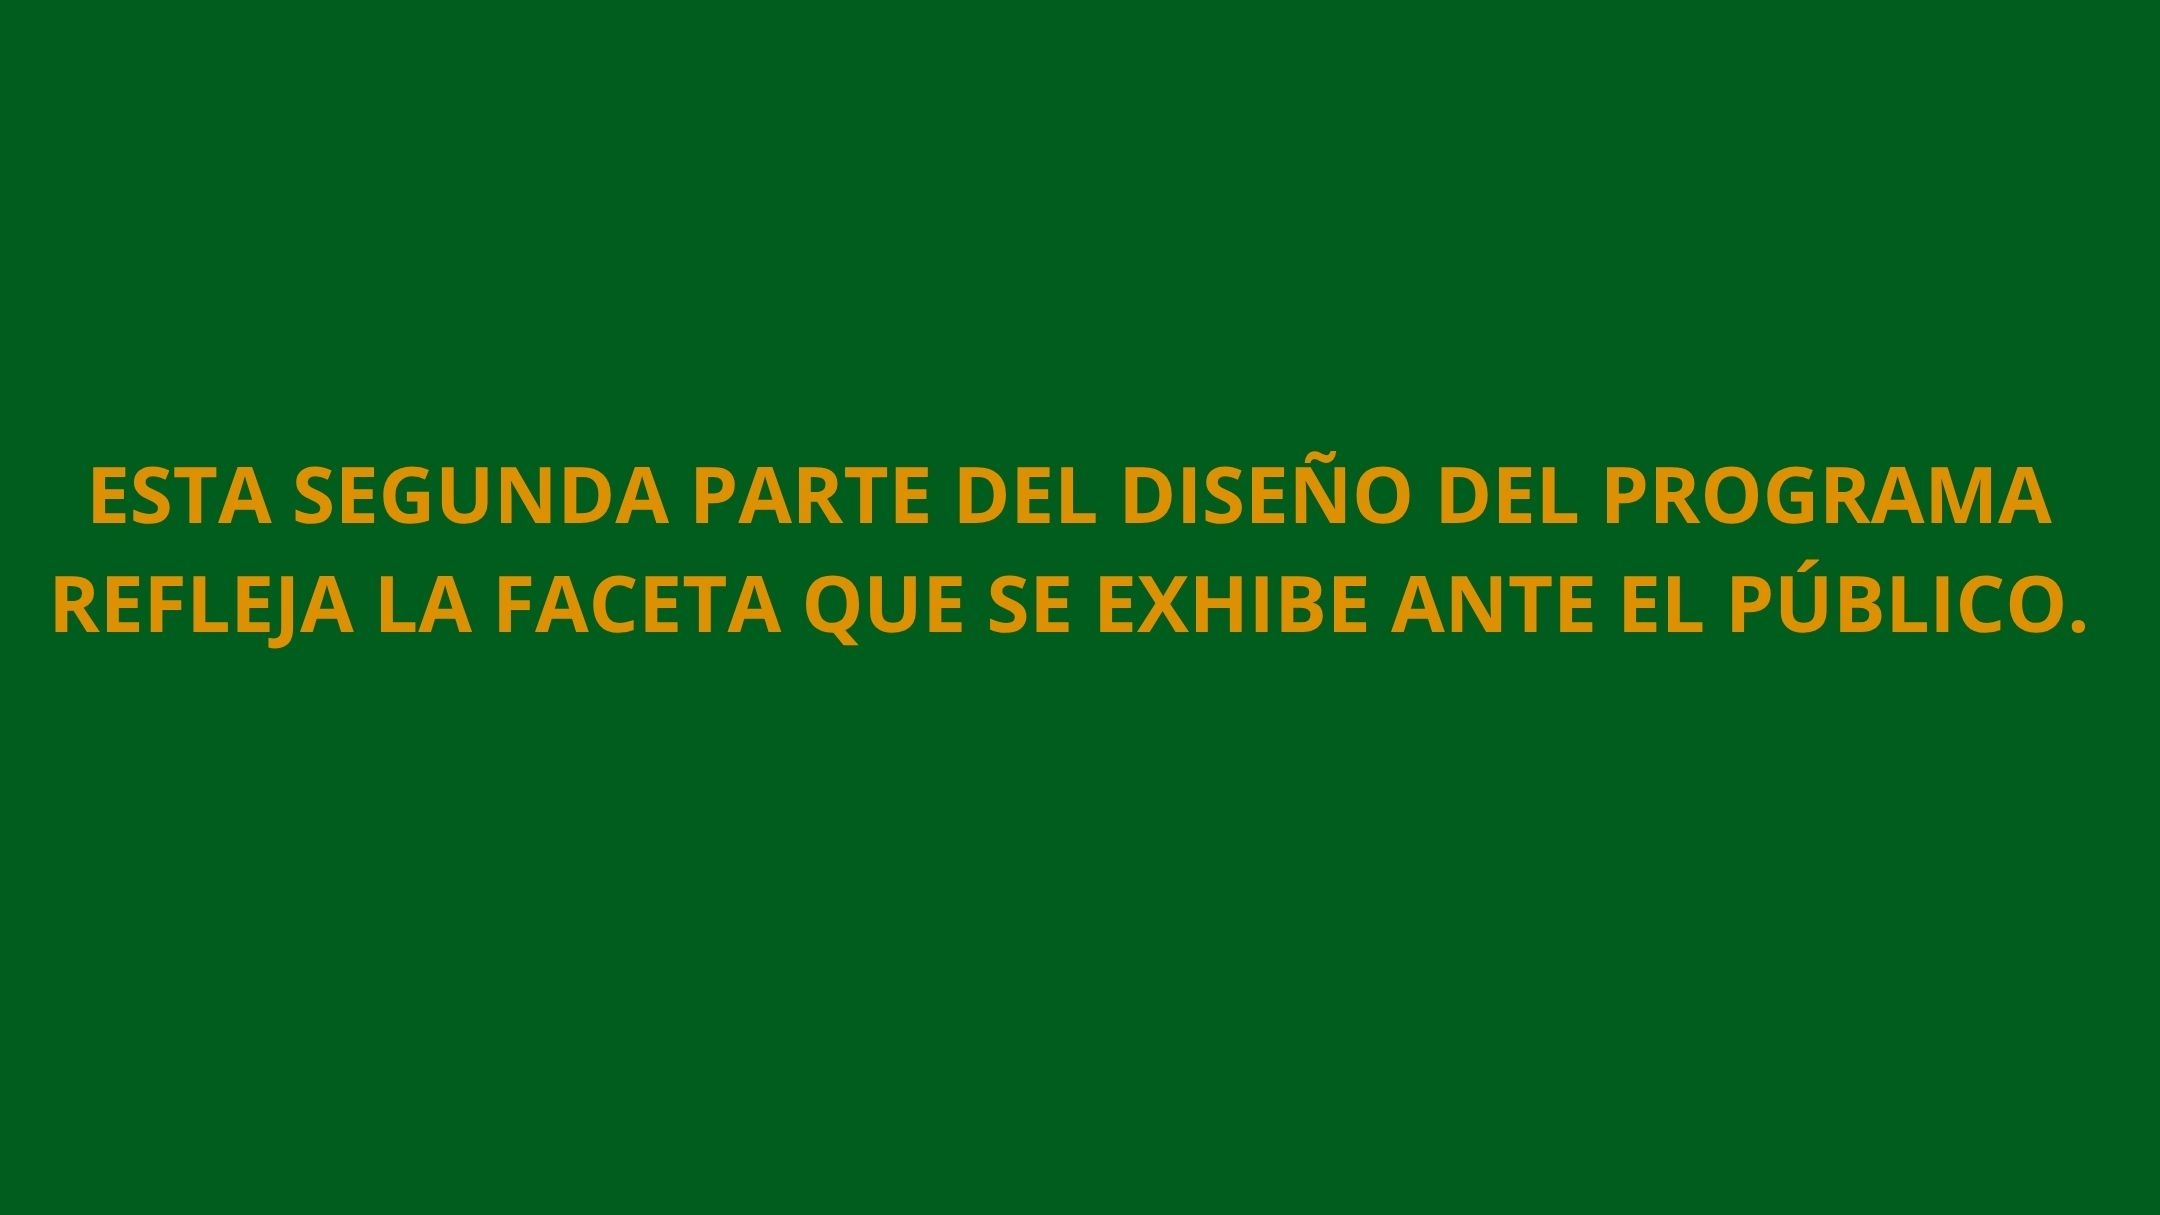 ESTA SEGUNDA PARTE DEL DISEÑO DEL PROGRAMA
REFLEJA LA FACETA QUE SE EXHIBE ANTE EL PÚBLICO.